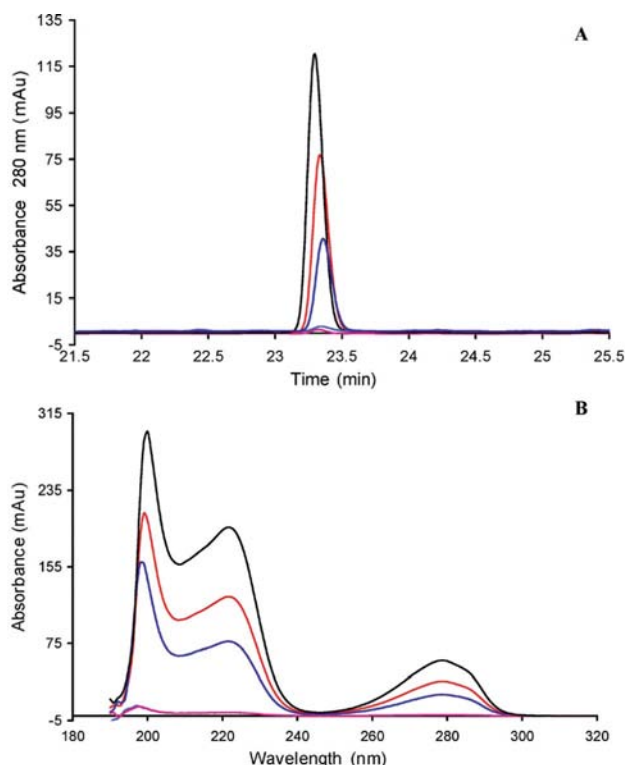 135
A
115
95
75
55
35
15
-5
Absorbance 280 nm (mAu)
21.5 22 22.5 23 23.5 24 24.5 25 25.5
Time (min)
315
B
235
155
75
-5
Absorbance (mAu)
180 200 220 240 260 280 300 320
Wavelength (nm)